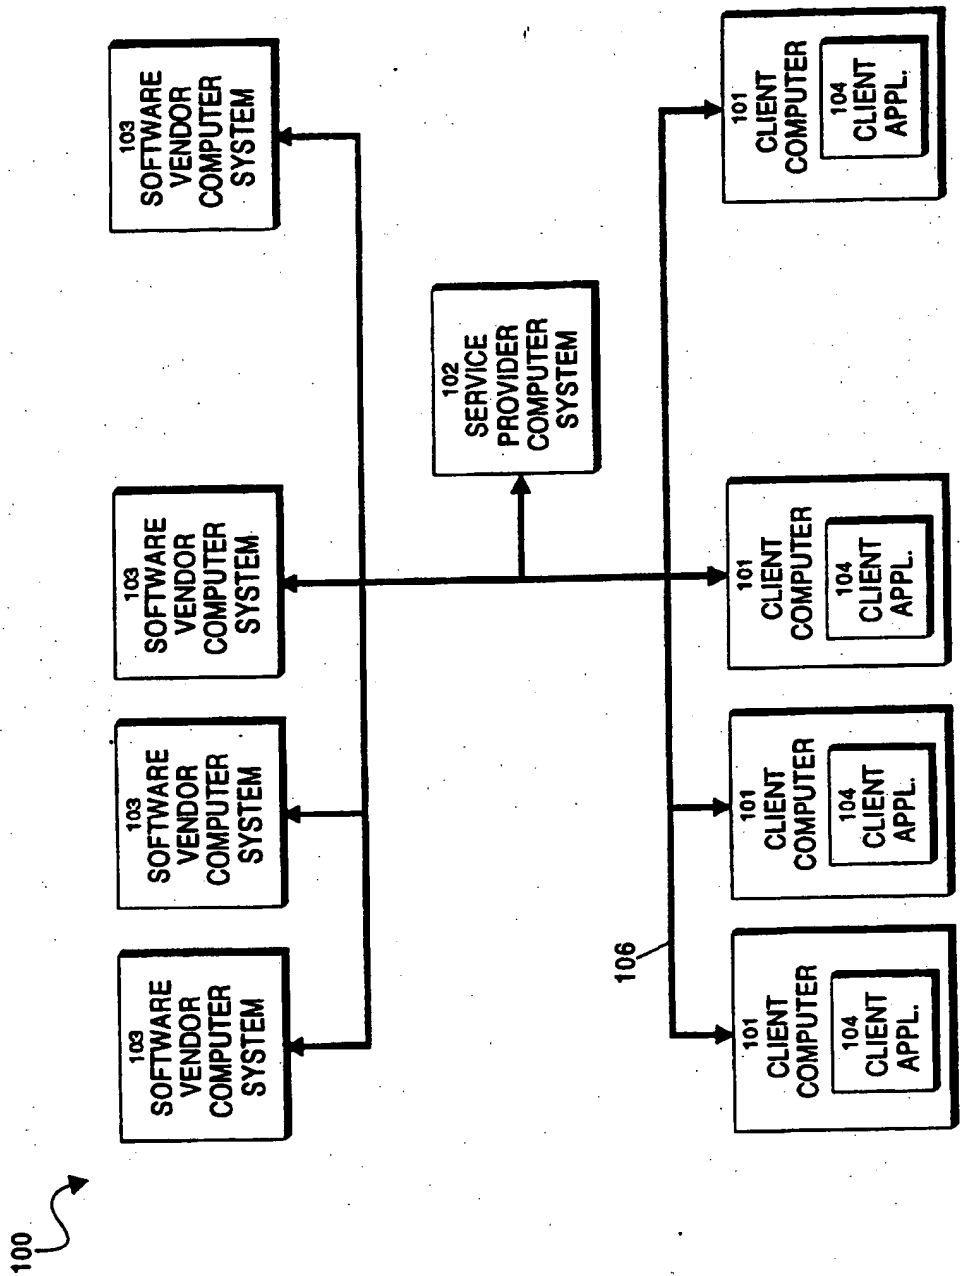 100
103
SOFTWARE
VENDOR
COMPUTER
SYSTEM
103
SOFTWARE
VENDOR
COMPUTER
SYSTEM
103
SOFTWARE
VENDOR
COMPUTER
SYSTEM
103
SOFTWARE
VENDOR
COMPUTER
SYSTEM
102
SERVICE
PROVIDER
COMPUTER
SYSTEM
106
101
CLIENT
COMPUTER
104
CLIENT
APPL.
101
CLIENT
COMPUTER
104
CLIENT
APPL.
101
CLIENT
COMPUTER
104
CLIENT
APPL.
101
CLIENT
COMPUTER
104
CLIENT
APPL.